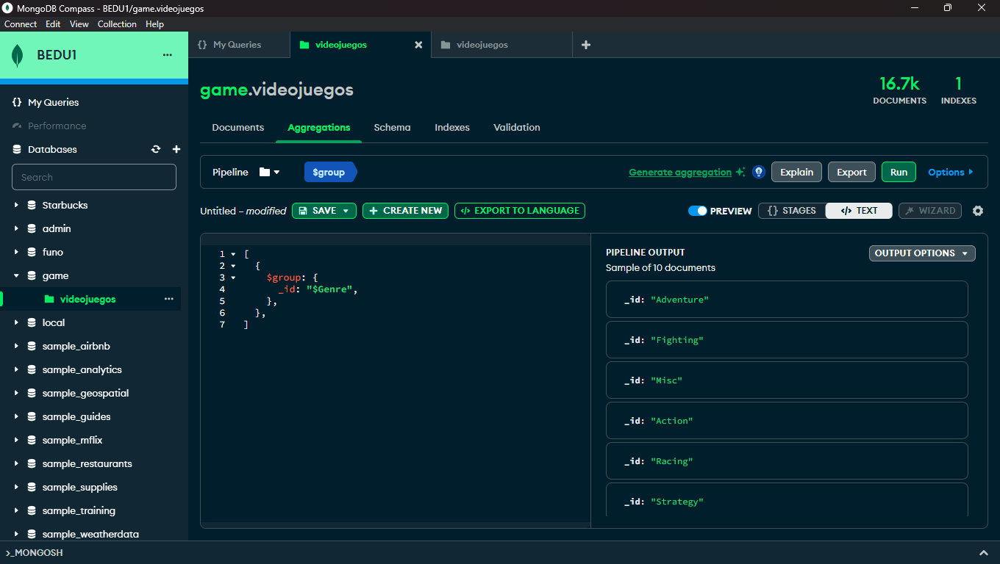 MongoDB Compass - BEDU1/game.videojuegos
Connect Edit View Collection Help
BEDU1
{} My Queries
Performance
Databases
Search
Starbucks
admin
funo
game
videojuegos
local
sample_airbnb
sample_analytics
sample_geospatial
sample_guides
sample_mflix
sample_restaurants
sample_supplies
sample_training
sample_weatherdata
{} My Queries
videojuegos
videojuegos
game.videojuegos
16.7k
DOCUMENTS
1
INDEXES
Documents Aggregations Schema Indexes Validation
Pipeline $group Generate aggregation Explain Export Run Options
Untitled – modified SAVE + CREATE NEW </> EXPORT TO LANGUAGE PREVIEW {} STAGES </> TEXT WIZARD
1 [
2 {
3 $group: {
4 _id: "$Genre",
5 },
6 },
7 ]
PIPELINE OUTPUT
Sample of 10 documents
OUTPUT OPTIONS
_id: "Adventure"
_id: "Fighting"
_id: "Misc"
_id: "Action"
_id: "Racing"
_id: "Strategy"
>_MONGOSH